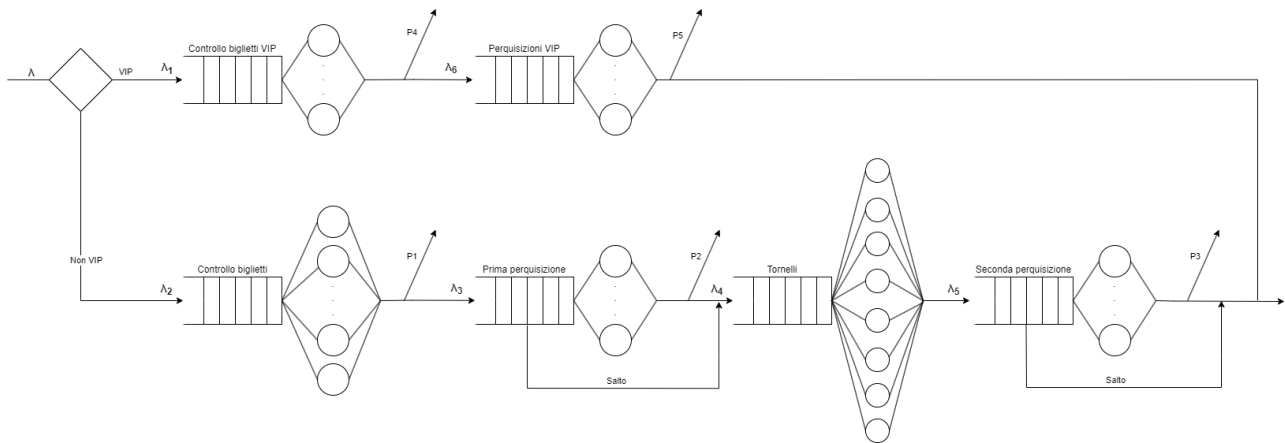 λ
VIP
λ1
Controllo biglietti VIP
P4
λ6
Perquisizioni VIP
P5
Non VIP
λ2
Controllo biglietti
P1
λ3
Prima perquisizione
P2
λ4
Salto
Tornelli
λ5
Seconda perquisizione
P3
Salto